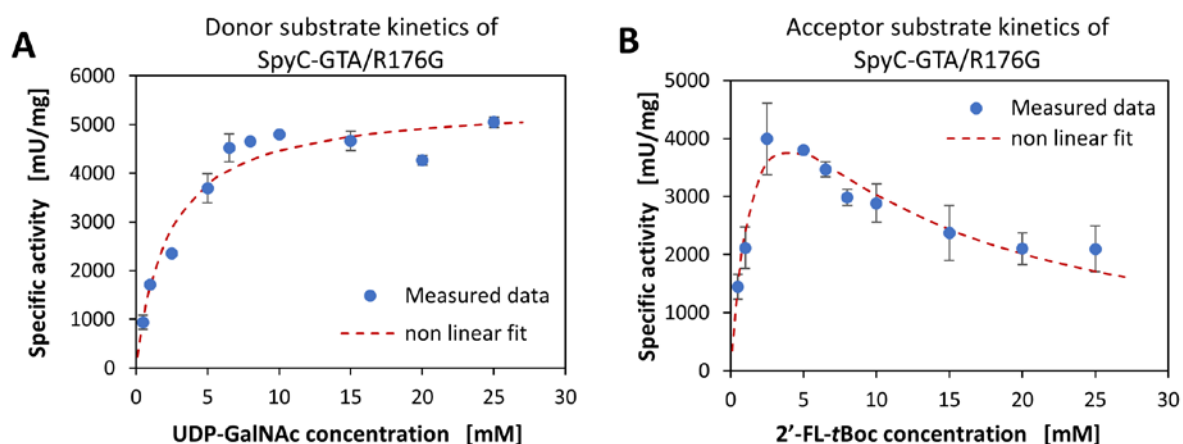 A
Donor substrate kinetics of
SpyC-GTA/R176G
Specific activity [mU/mg]
6000
5000
4000
3000
2000
1000
0
Measured data
non linear fit
0 5 10 15 20 25 30
UDP-GalNAc concentration [mM]
B
Acceptor substrate kinetics of
SpyC-GTA/R176G
Specific activity [mU/mg]
5000
4000
3000
2000
1000
0
Measured data
non linear fit
0 5 10 15 20 25 30
2’-FL-tBoc concentration [mM]